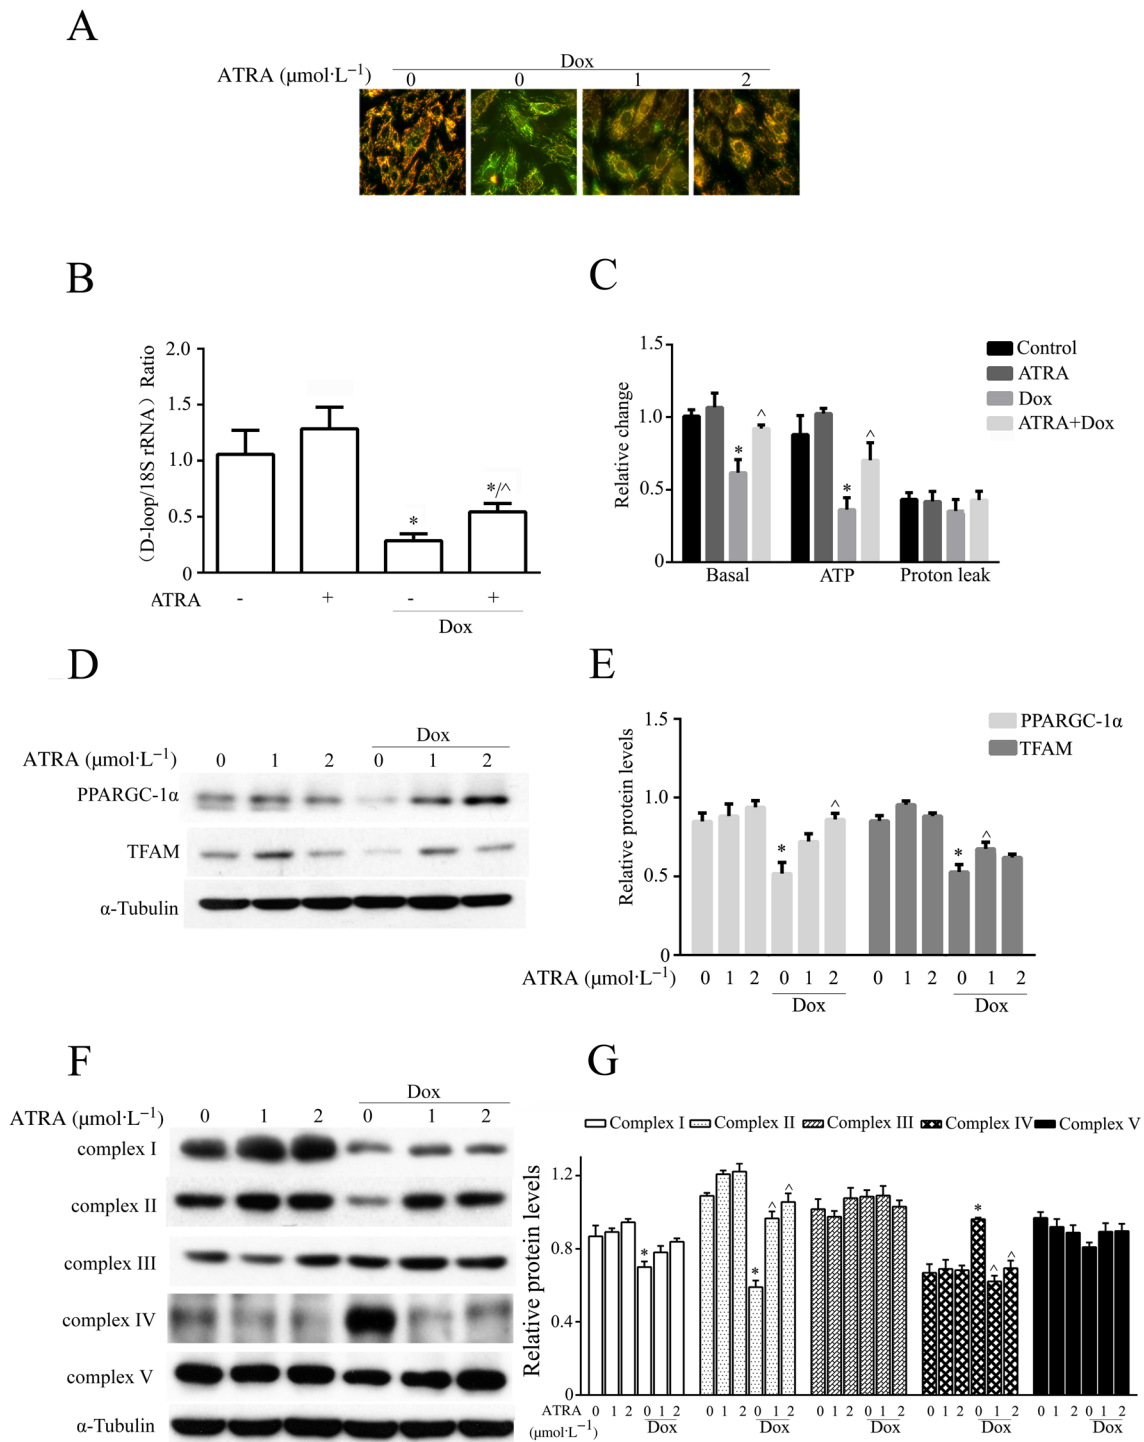 A
Dox
ATRA (μmol·L⁻¹) 0 0 1 2
B
(D-loop/18S rRNA) Ratio
2.0
1.5
1.0
0.5
0
*
*/^
ATRA - + - +
Dox
C
Relative change
1.5
1.0
0.5
0
Control
ATRA
Dox
ATRA+Dox
* ^ * ^
Basal ATP Proton leak
D
Dox
ATRA (μmol·L⁻¹) 0 1 2 0 1 2
PPARGC-1α
TFAM
α-Tubulin
E
Relative protein levels
1.5
1.0
0.5
0
PPARGC-1α
TFAM
* ^ * ^
ATRA (μmol·L⁻¹) 0 1 2 0 1 2 0 1 2 0 1 2
Dox Dox
F
Dox
ATRA (μmol·L⁻¹) 0 1 2 0 1 2
complex I
complex II
complex III
complex IV
complex V
α-Tubulin
G
Complex I Complex II Complex III Complex IV Complex V
Relative protein levels
1.2
0.8
0.4
0
* * ^ ^ * ^ ^
ATRA 0 1 2 0 1 2 0 1 2 0 1 2 0 1 2 0 1 2 0 1 2 0 1 2 0 1 2 0 1 2
(μmol·L⁻¹) Dox Dox Dox Dox Dox